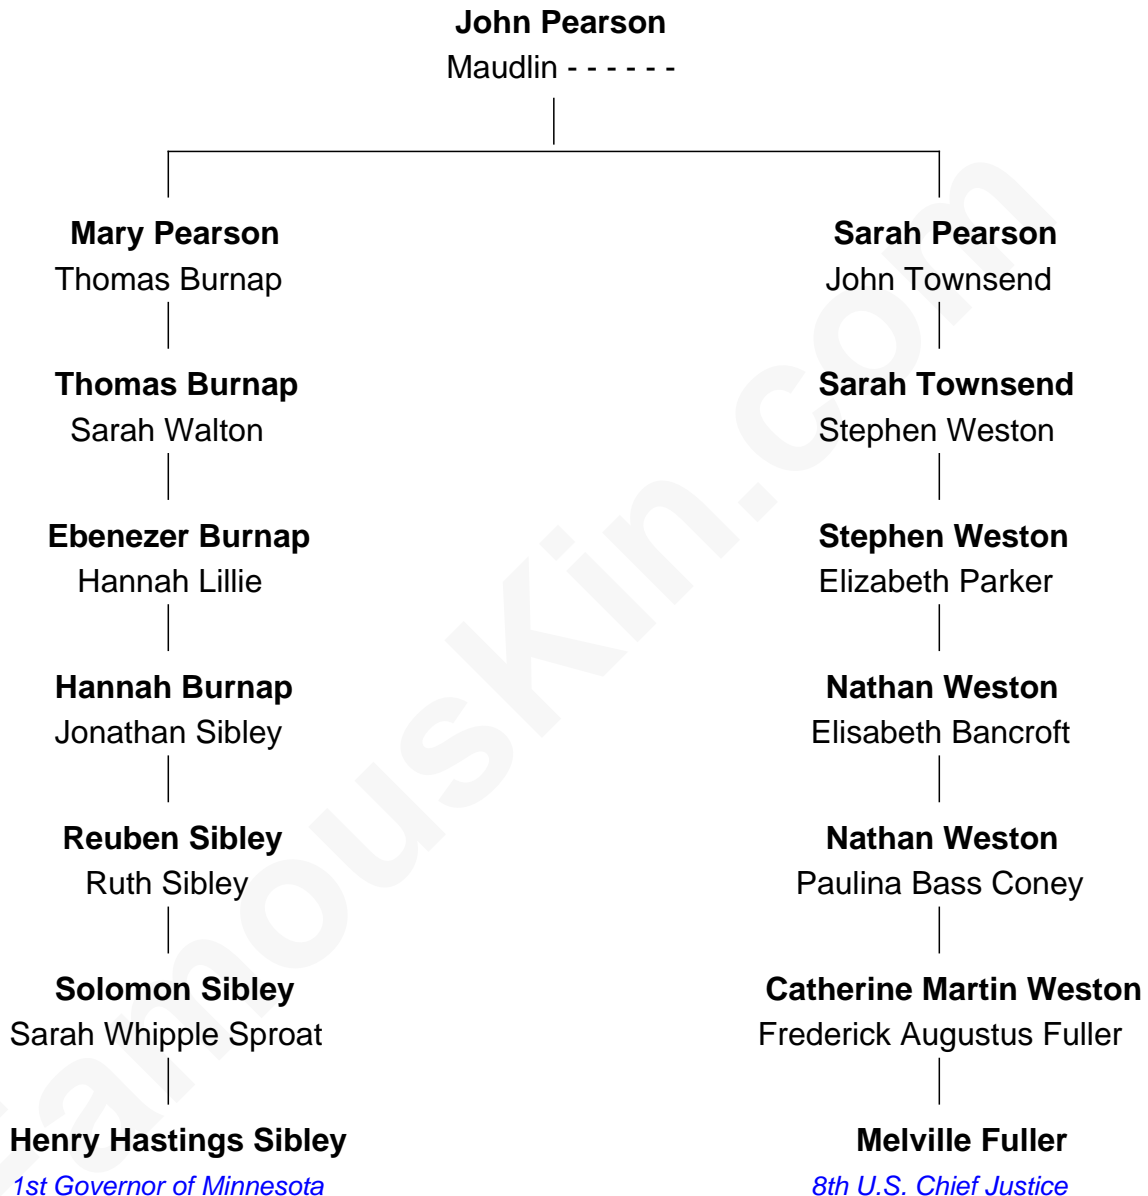 John Pearson
Maudlin - - - - - -
Mary Pearson
Thomas Burnap
Sarah Pearson
John Townsend
Thomas Burnap
Sarah Walton
Sarah Townsend
Stephen Weston
Ebenezer Burnap
Hannah Lillie
Stephen Weston
Elizabeth Parker
Hannah Burnap
Jonathan Sibley
Nathan Weston
Elisabeth Bancroft
Reuben Sibley
Ruth Sibley
Nathan Weston
Paulina Bass Coney
Solomon Sibley
Sarah Whipple Sproat
Catherine Martin Weston
Frederick Augustus Fuller
Henry Hastings Sibley
1st Governor of Minnesota
Melville Fuller
8th U.S. Chief Justice
FamousKin.com